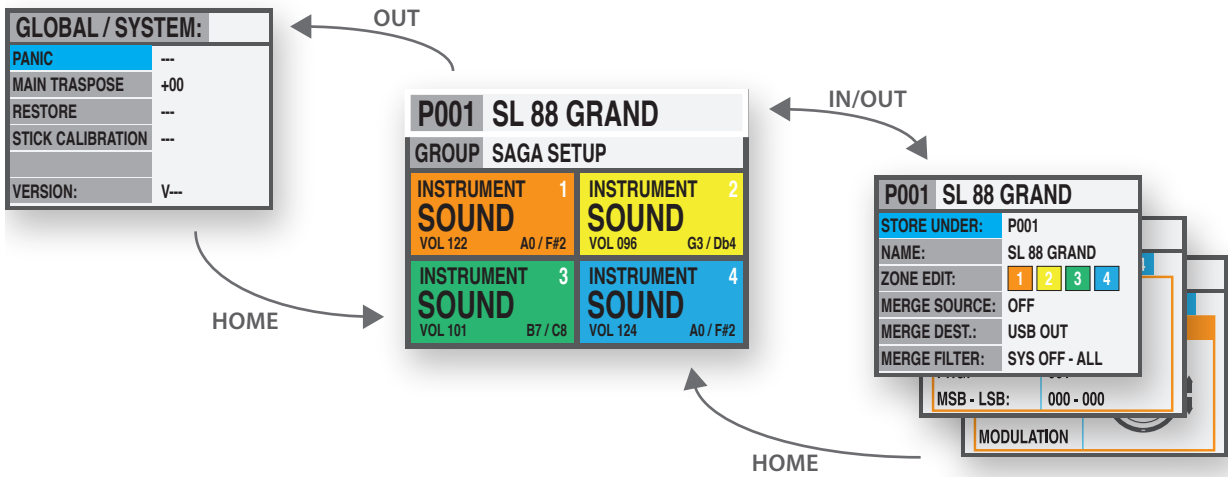 OUT
GLOBAL / SYSTEM:
PANIC ---
MAIN TRASPOSE +00
RESTORE ---
STICK CALIBRATION ---
VERSION: V---
HOME
P001 SL 88 GRAND
GROUP SAGA SETUP
INSTRUMENT 1
SOUND
VOL 122 A0 / F#2
INSTRUMENT 2
SOUND
VOL 096 G3 / Db4
INSTRUMENT 3
SOUND
VOL 101 B7 / C8
INSTRUMENT 4
SOUND
VOL 124 A0 / F#2
IN/OUT
P001 SL 88 GRAND
STORE UNDER: P001
NAME: SL 88 GRAND
ZONE EDIT: 1 2 3 4
MERGE SOURCE: OFF
MERGE DEST.: USB OUT
MERGE FILTER: SYS OFF - ALL
MSB - LSB: 000 - 000
MODULATION
HOME